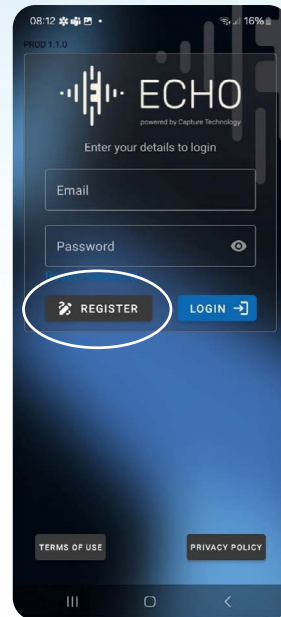 08:12
16%
PROD 1.1.0
ECHO
powered by Capture Technology
Enter your details to login
Email
Password
REGISTER
LOGIN
TERMS OF USE
PRIVACY POLICY